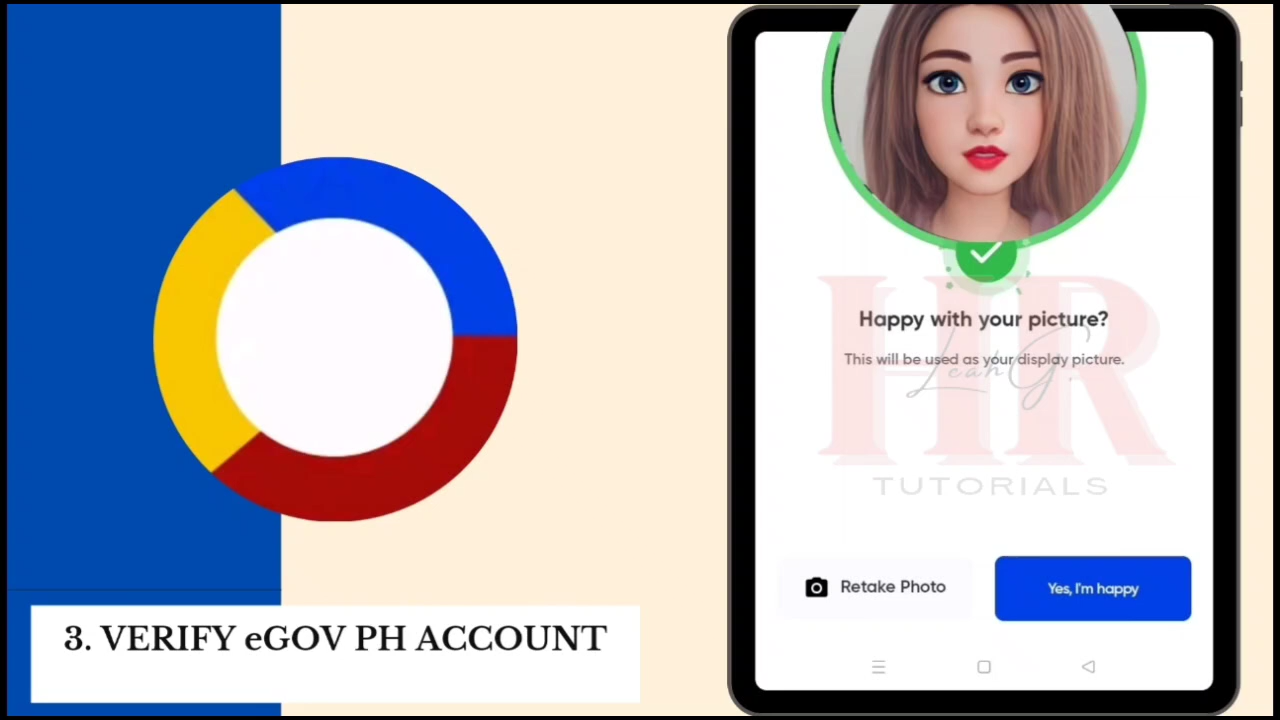 Happy with your picture?
This will be used as your display picture.
Leah G.
HR
TUTORIALS
Retake Photo
Yes, I'm happy
3. VERIFY eGOV PH ACCOUNT